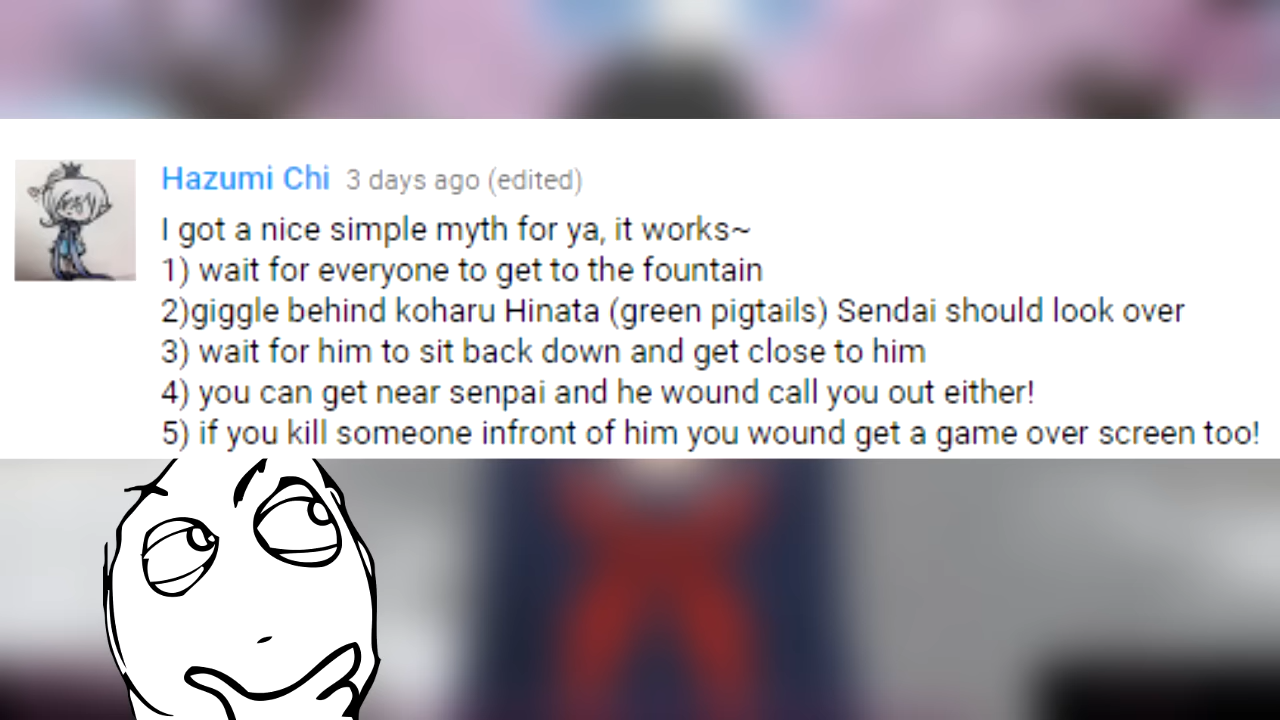 Hazumi Chi 3 days ago (edited)
I got a nice simple myth for ya, it works~
1) wait for everyone to get to the fountain
2)giggle behind koharu Hinata (green pigtails) Sendai should look over
3) wait for him to sit back down and get close to him
4) you can get near senpai and he wound call you out either!
5) if you kill someone infront of him you wound get a game over screen too!